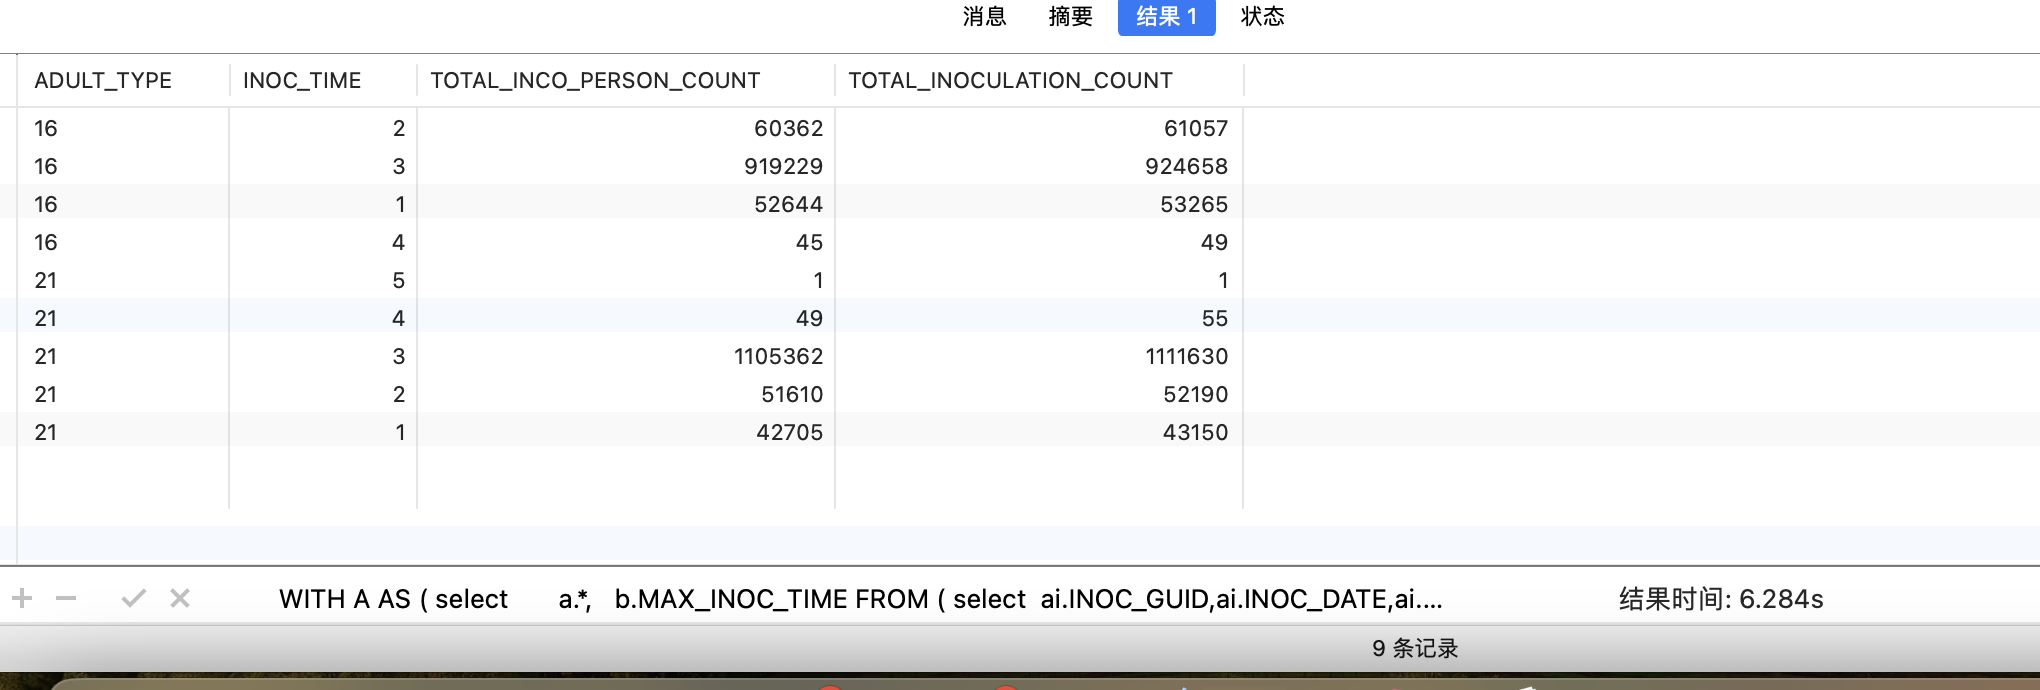 消息 摘要 结果 1 状态
ADULT_TYPE INOC_TIME TOTAL_INCO_PERSON_COUNT TOTAL_INOCULATION_COUNT
16 2 60362 61057
16 3 919229 924658
16 1 52644 53265
16 4 45 49
21 5 1 1
21 4 49 55
21 3 1105362 1111630
21 2 51610 52190
21 1 42705 43150
WITH A AS ( select a.*, b.MAX_INOC_TIME FROM ( select ai.INOC_GUID,ai.INOC_DATE,ai.... 结果时间: 6.284s
9 条记录